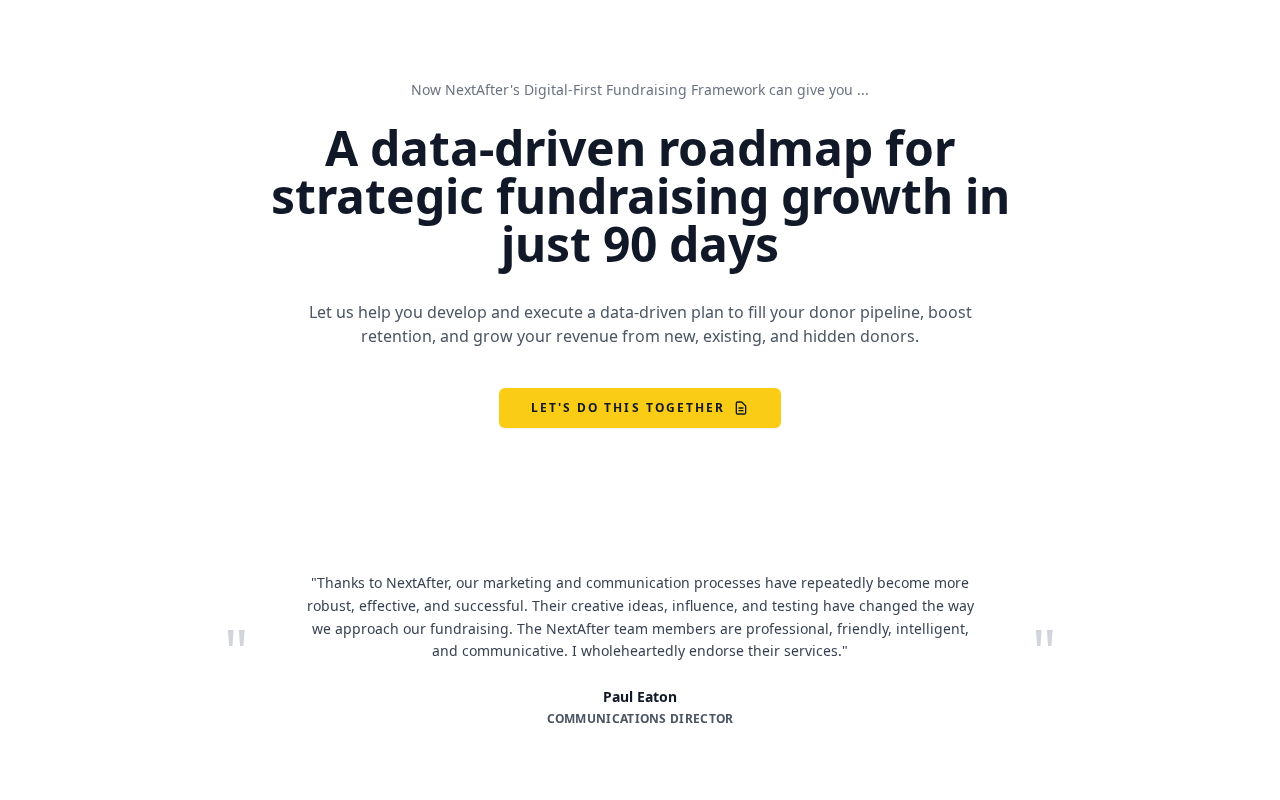 Now NextAfter's Digital-First Fundraising Framework can give you ...
A data-driven roadmap for
strategic fundraising growth in
just 90 days
Let us help you develop and execute a data-driven plan to fill your donor pipeline, boost
retention, and grow your revenue from new, existing, and hidden donors.
LET'S DO THIS TOGETHER
"Thanks to NextAfter, our marketing and communication processes have repeatedly become more
robust, effective, and successful. Their creative ideas, influence, and testing have changed the way
we approach our fundraising. The NextAfter team members are professional, friendly, intelligent,
and communicative. I wholeheartedly endorse their services."
" "
Paul Eaton
COMMUNICATIONS DIRECTOR